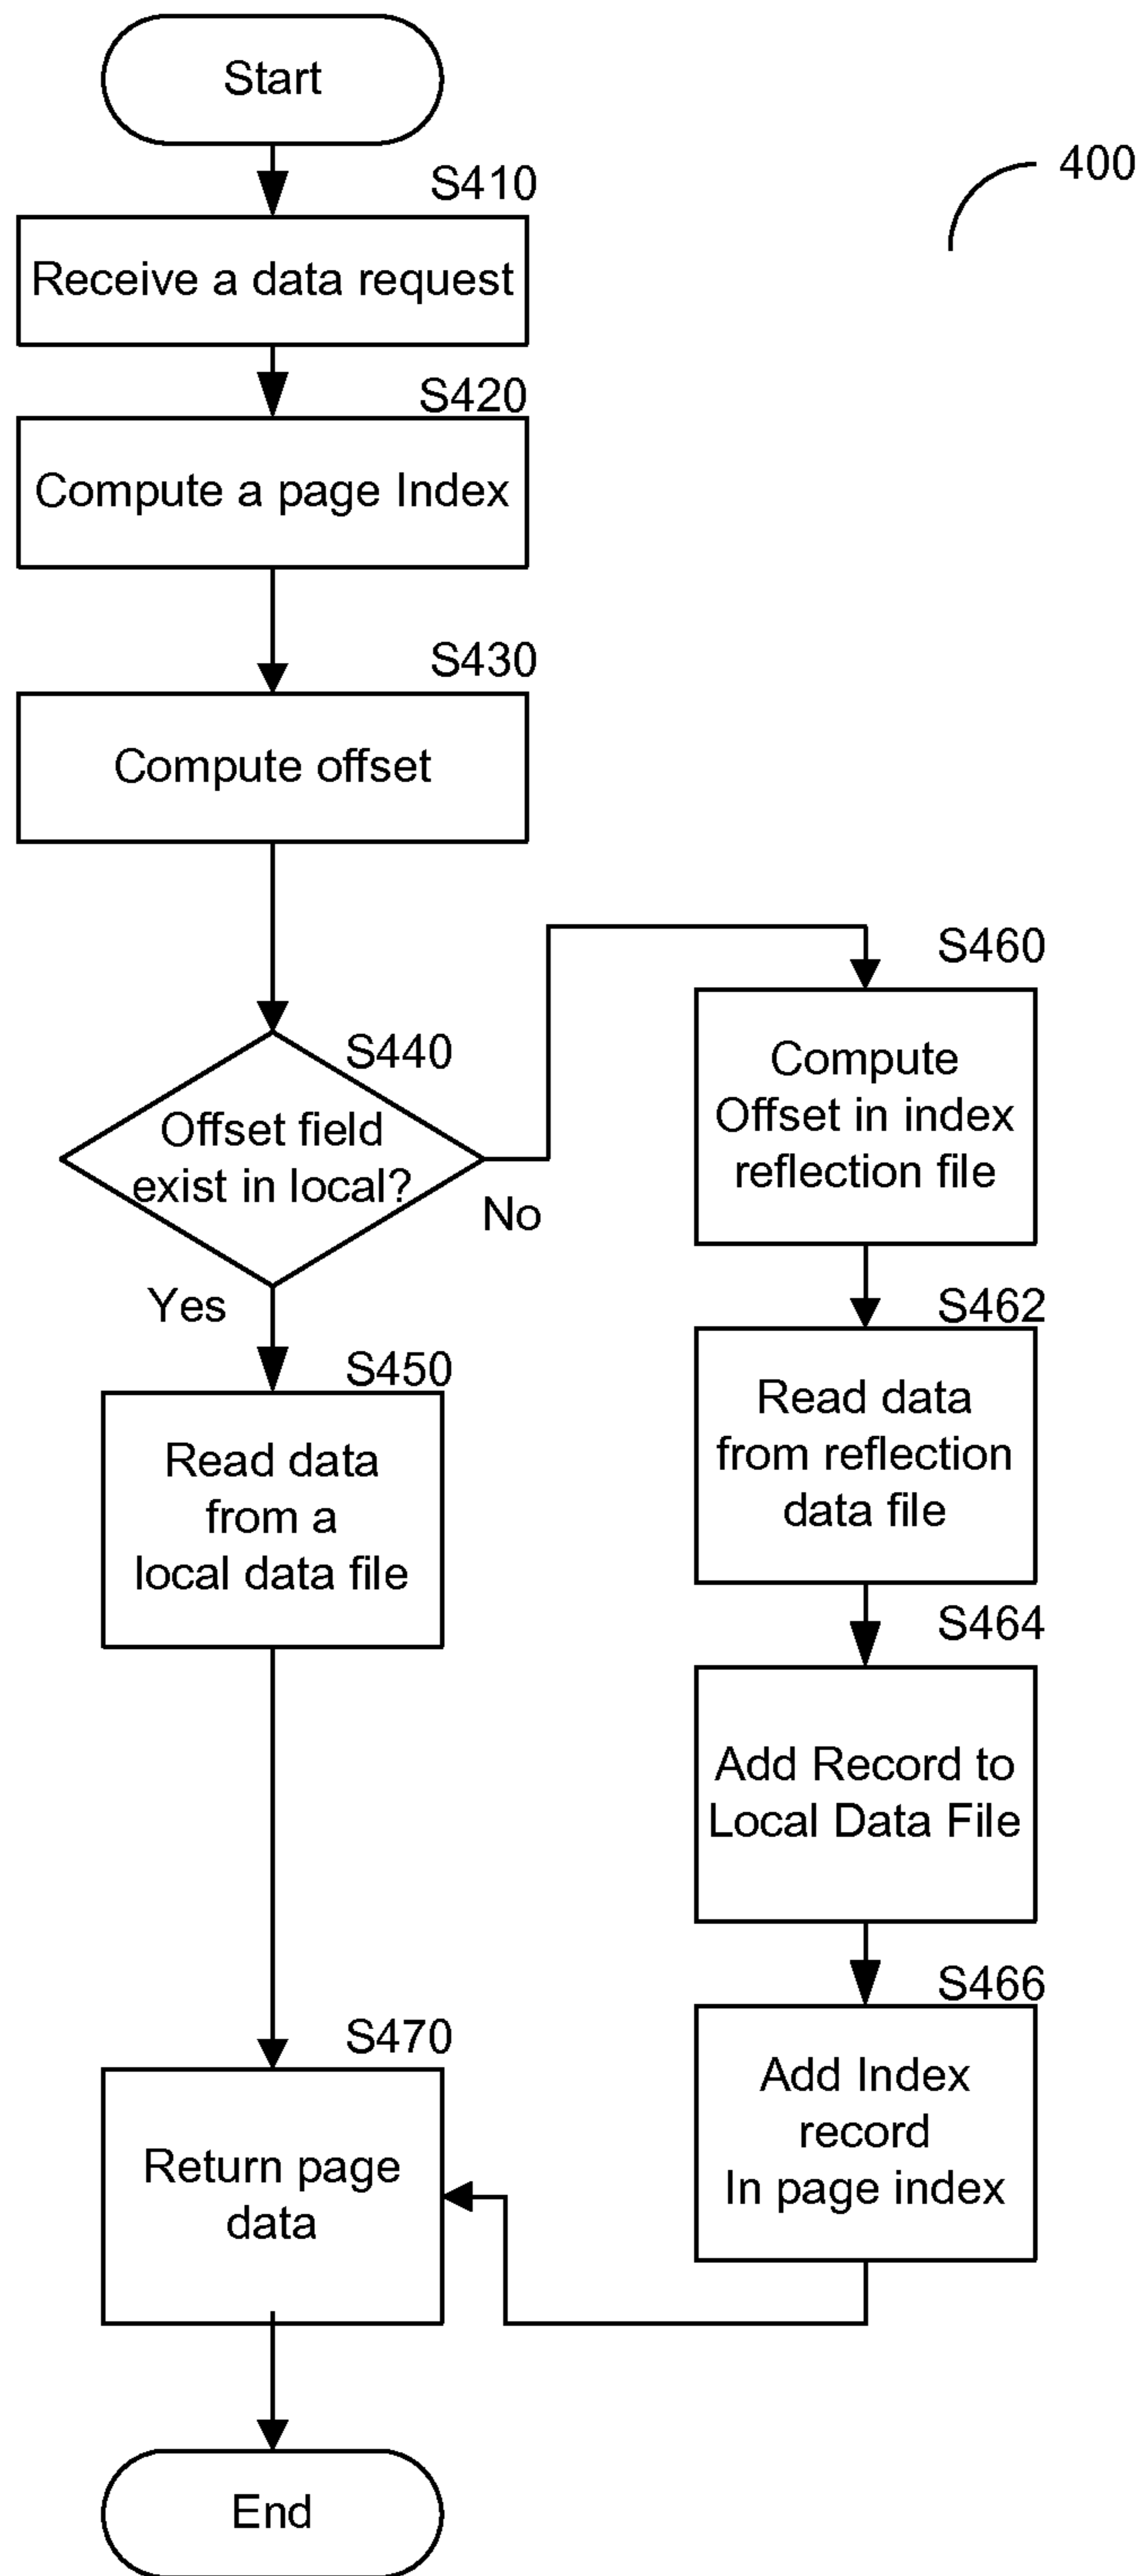 Start
400
S410
Receive a data request
S420
Compute a page Index
S430
Compute offset
S440
Offset field
exist in local?
No
Yes
S450
Read data
from a
local data file
S460
Compute
Offset in index
reflection file
S462
Read data
from reflection
data file
S464
Add Record to
Local Data File
S466
Add Index
record
In page index
S470
Return page
data
End